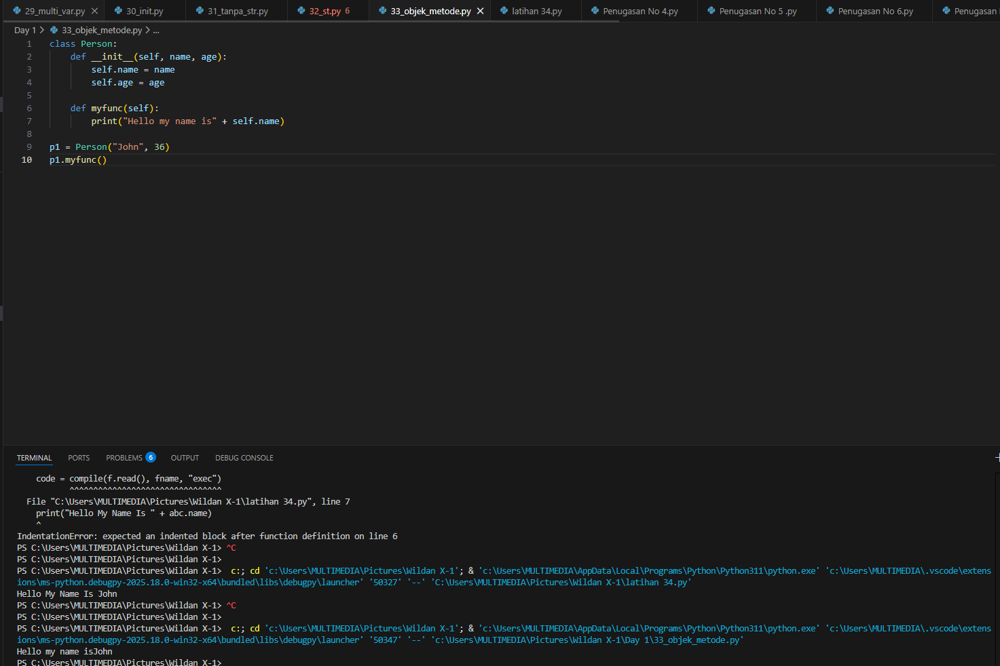 29_multi_var.py 30_init.py 31_tanpa_str.py 32_st.py 6 33_objek_metode.py latihan 34.py Penugasan No 4.py Penugasan No 5 .py Penugasan No 6.py Penugasan
Day 1 > 33_objek_metode.py > ...
1 class Person:
2     def __init__(self, name, age):
3         self.name = name
4         self.age = age
5
6     def myfunc(self):
7         print("Hello my name is" + self.name)
8
9 p1 = Person("John", 36)
10 p1.myfunc()
TERMINAL PORTS PROBLEMS 6 OUTPUT DEBUG CONSOLE
    code = compile(f.read(), fname, "exec")
           ^^^^^^^^^^^^^^^^^^^^^^^^^^^^^^^^
  File "C:\Users\MULTIMEDIA\Pictures\Wildan X-1\latihan 34.py", line 7
    print("Hello My Name Is " + abc.name)
    ^
IndentationError: expected an indented block after function definition on line 6
PS C:\Users\MULTIMEDIA\Pictures\Wildan X-1> ^C
PS C:\Users\MULTIMEDIA\Pictures\Wildan X-1>
PS C:\Users\MULTIMEDIA\Pictures\Wildan X-1>  c:; cd 'c:\Users\MULTIMEDIA\Pictures\Wildan X-1'; & 'c:\Users\MULTIMEDIA\AppData\Local\Programs\Python\Python311\python.exe' 'c:\Users\MULTIMEDIA\.vscode\extens
ions\ms-python.debugpy-2025.18.0-win32-x64\bundled\libs\debugpy\launcher' '50327' '--' 'C:\Users\MULTIMEDIA\Pictures\Wildan X-1\latihan 34.py'
Hello My Name Is John
PS C:\Users\MULTIMEDIA\Pictures\Wildan X-1> ^C
PS C:\Users\MULTIMEDIA\Pictures\Wildan X-1>
PS C:\Users\MULTIMEDIA\Pictures\Wildan X-1>  c:; cd 'c:\Users\MULTIMEDIA\Pictures\Wildan X-1'; & 'c:\Users\MULTIMEDIA\AppData\Local\Programs\Python\Python311\python.exe' 'c:\Users\MULTIMEDIA\.vscode\extens
ions\ms-python.debugpy-2025.18.0-win32-x64\bundled\libs\debugpy\launcher' '50347' '--' 'c:\Users\MULTIMEDIA\Pictures\Wildan X-1\Day 1\33_objek_metode.py'
Hello my name isJohn
PS C:\Users\MULTIMEDIA\Pictures\Wildan X-1>